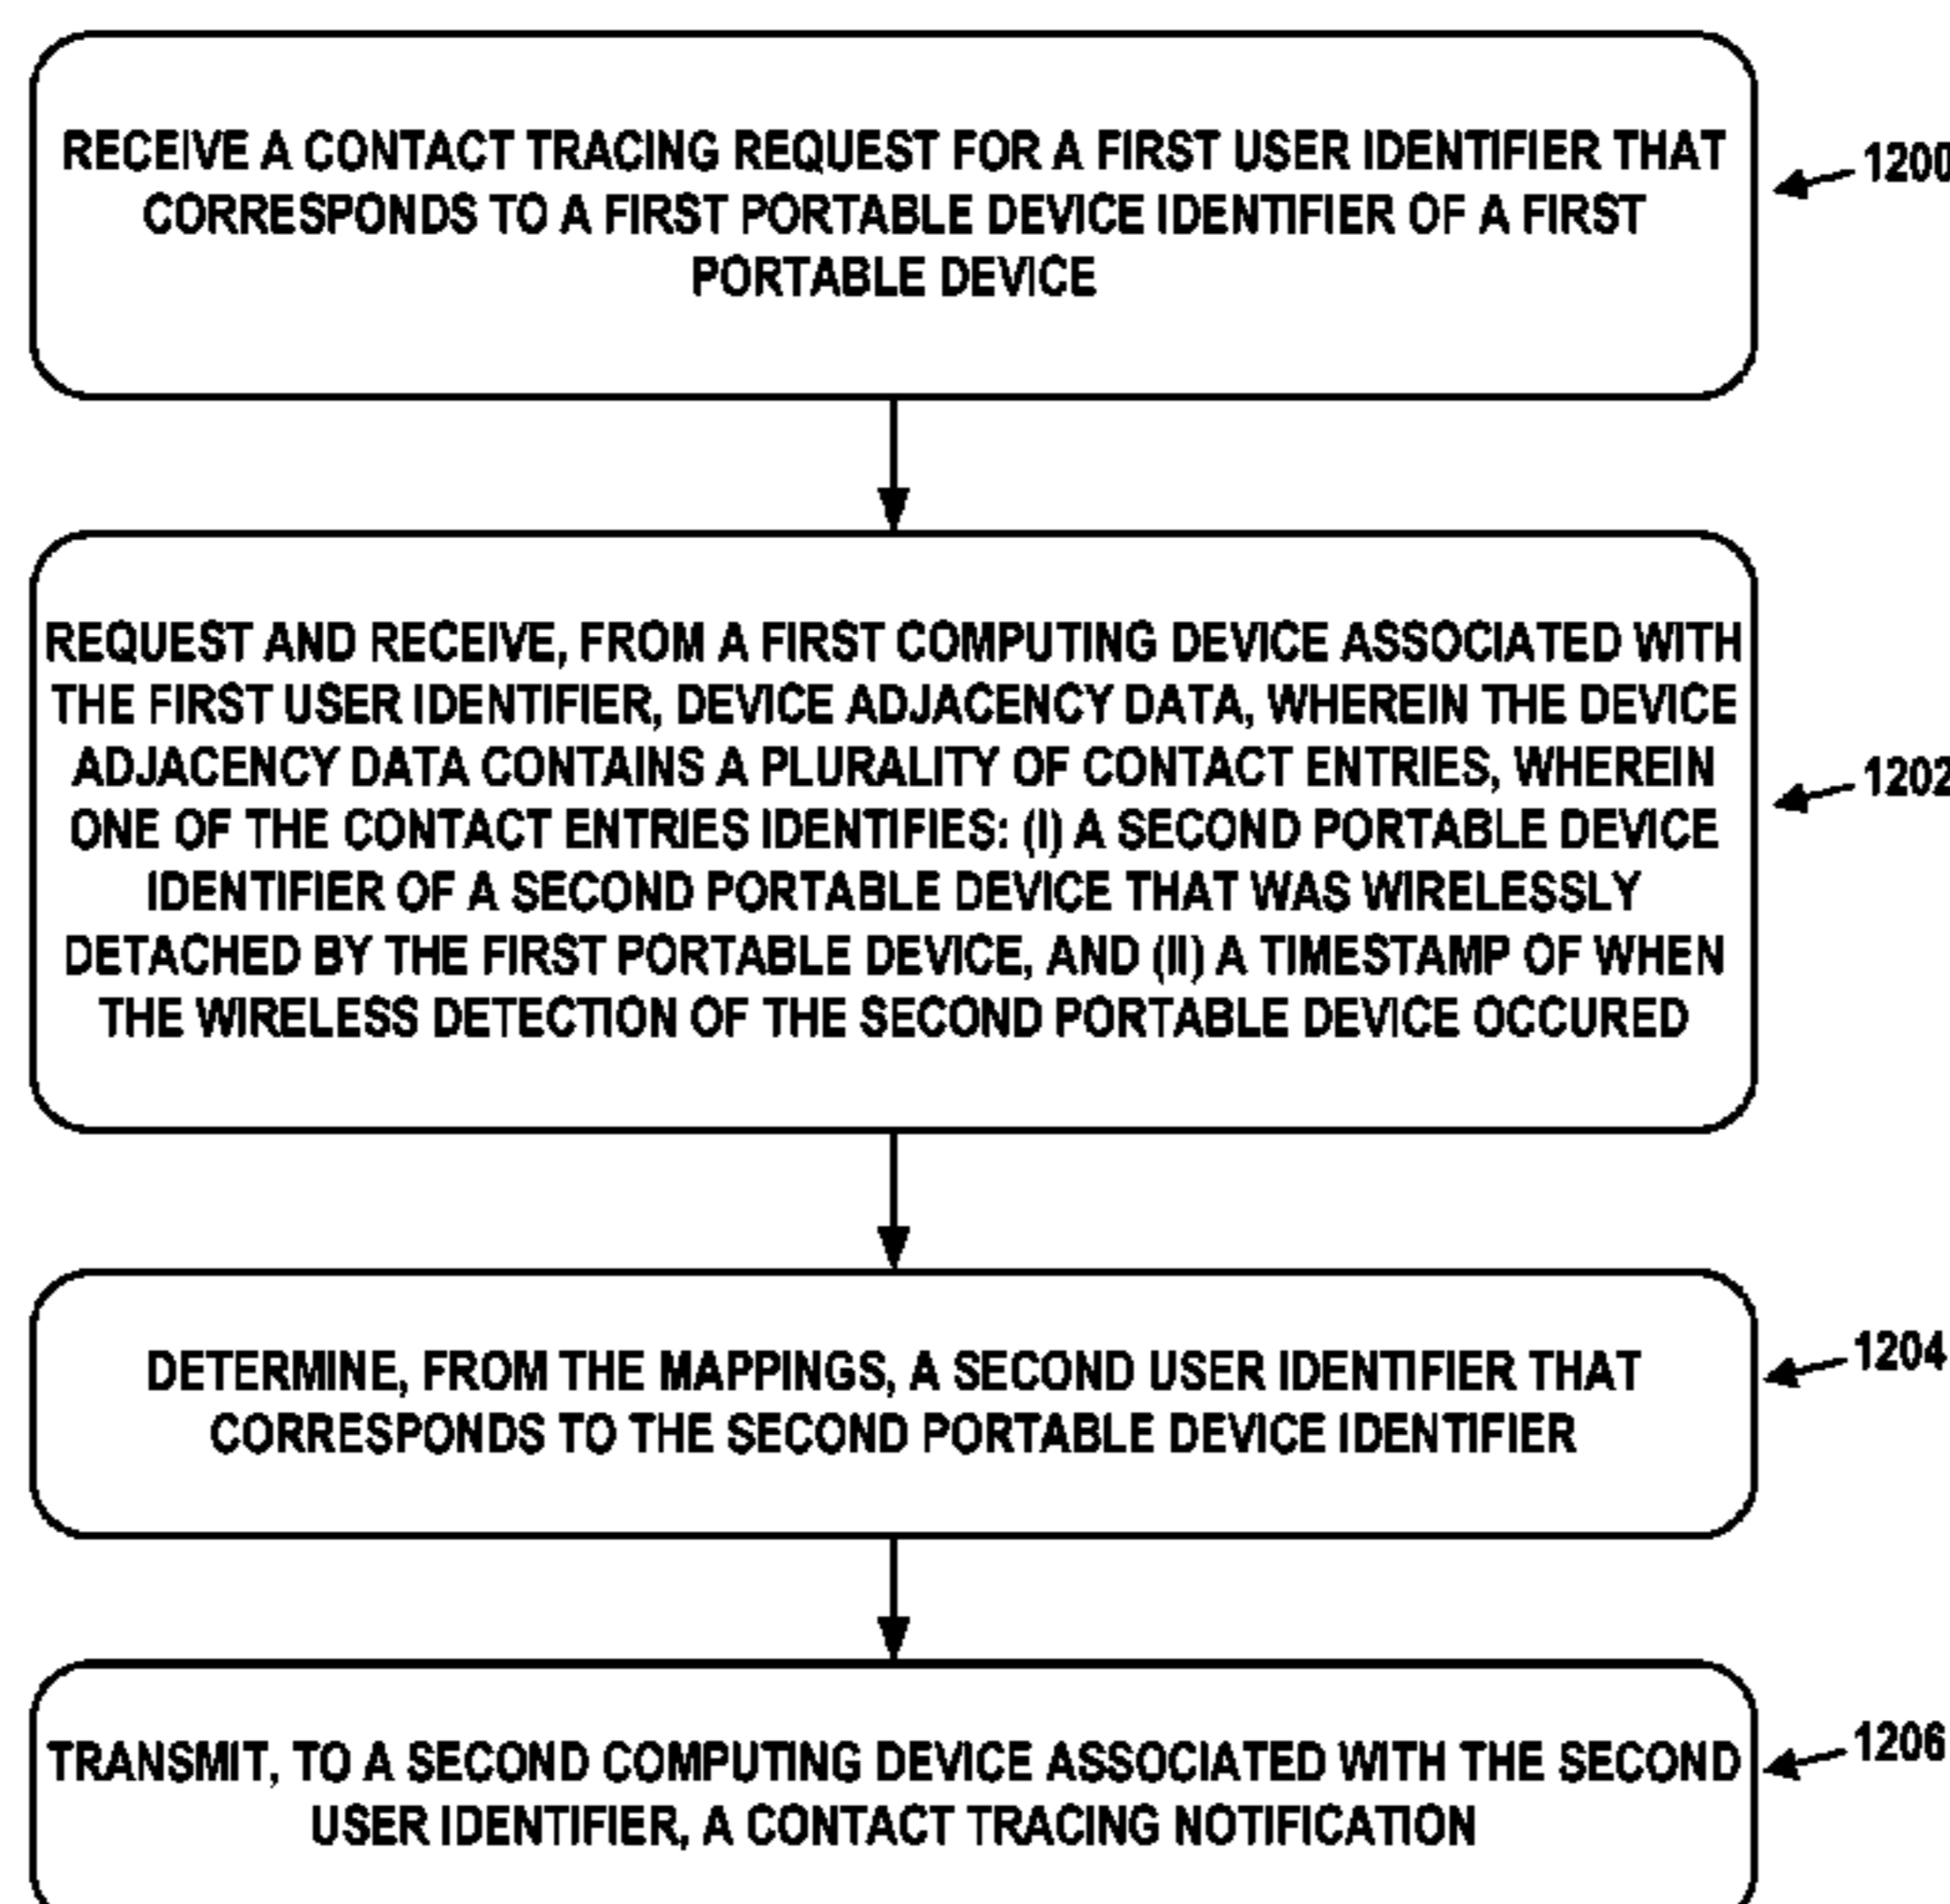 RECEIVE A CONTACT TRACING REQUEST FOR A FIRST USER IDENTIFIER THAT
CORRESPONDS TO A FIRST PORTABLE DEVICE IDENTIFIER OF A FIRST
PORTABLE DEVICE
1200
REQUEST AND RECEIVE, FROM A FIRST COMPUTING DEVICE ASSOCIATED WITH
THE FIRST USER IDENTIFIER, DEVICE ADJACENCY DATA, WHEREIN THE DEVICE
ADJACENCY DATA CONTAINS A PLURALITY OF CONTACT ENTRIES, WHEREIN
ONE OF THE CONTACT ENTRIES IDENTIFIES: (I) A SECOND PORTABLE DEVICE
IDENTIFIER OF A SECOND PORTABLE DEVICE THAT WAS WIRELESSLY
DETACHED BY THE FIRST PORTABLE DEVICE, AND (II) A TIMESTAMP OF WHEN
THE WIRELESS DETECTION OF THE SECOND PORTABLE DEVICE OCCURED
1202
DETERMINE, FROM THE MAPPINGS, A SECOND USER IDENTIFIER THAT
CORRESPONDS TO THE SECOND PORTABLE DEVICE IDENTIFIER
1204
TRANSMIT, TO A SECOND COMPUTING DEVICE ASSOCIATED WITH THE SECOND
USER IDENTIFIER, A CONTACT TRACING NOTIFICATION
1206